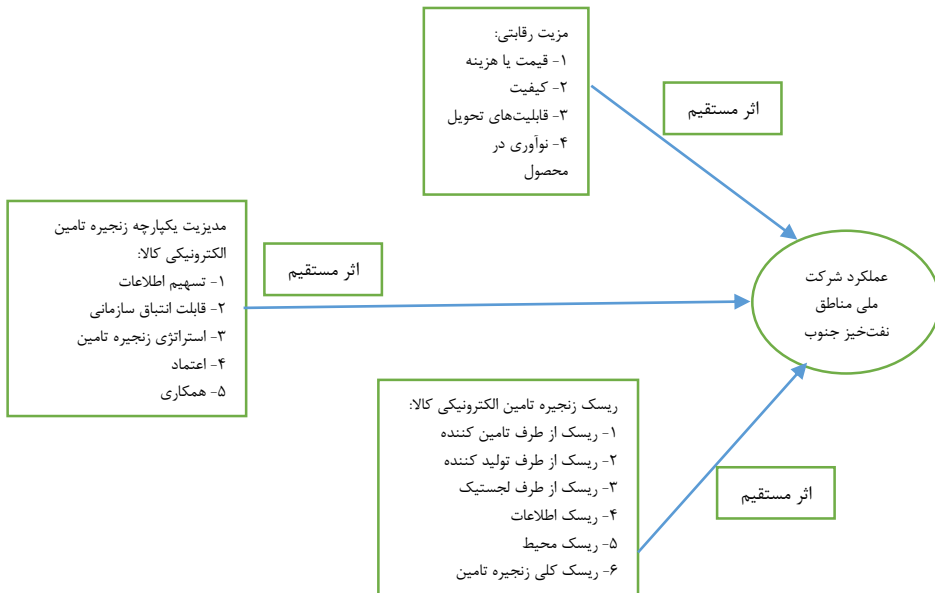 مزیت رقابتی:
۱- قیمت یا هزینه
۲- کیفیت
۳- قابلیت‌های تحویل
۴- نوآوری در
محصول
اثر مستقیم
مدیزیت یکپارچه زنجیره تامین
الکترونیکی کالا:
۱- تسهیم اطلاعات
۲- قابلت انتباق سازمانی
۳- استراتژی زنجیره تامین
۴- اعتماد
۵- همکاری
اثر مستقیم
عملکرد شرکت
ملی مناطق
نفت‌خیز جنوب
ریسک زنجیره تامین الکترونیکی کالا:
۱- ریسک از طرف تامین کننده
۲- ریسک از طرف تولید کننده
۳- ریسک از طرف لجستیک
۴- ریسک اطلاعات
۵- ریسک محیط
۶- ریسک کلی زنجیره تامین
اثر مستقیم